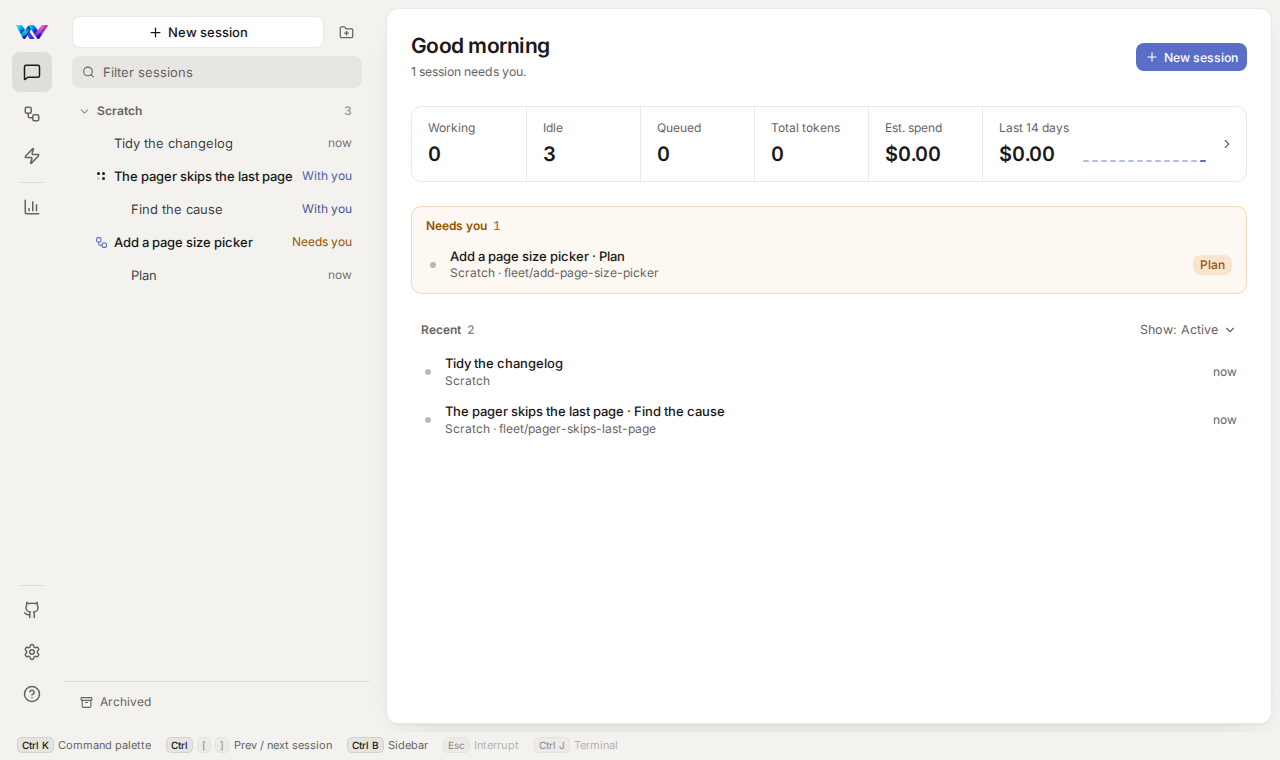 New session
Filter sessions
Scratch 3
Tidy the changelog now
The pager skips the last page With you
Find the cause With you
Add a page size picker Needs you
Plan now
Archived
Good morning
1 session needs you.
New session
Working Idle Queued Total tokens Est. spend Last 14 days
0 3 0 0 $0.00 $0.00
Needs you 1
Add a page size picker · Plan
Scratch · fleet/add-page-size-picker
Plan
Recent 2
Show: Active
Tidy the changelog
Scratch
now
The pager skips the last page · Find the cause
Scratch · fleet/pager-skips-last-page
now
Ctrl K Command palette Ctrl [ ] Prev / next session Ctrl B Sidebar Esc Interrupt Ctrl J Terminal